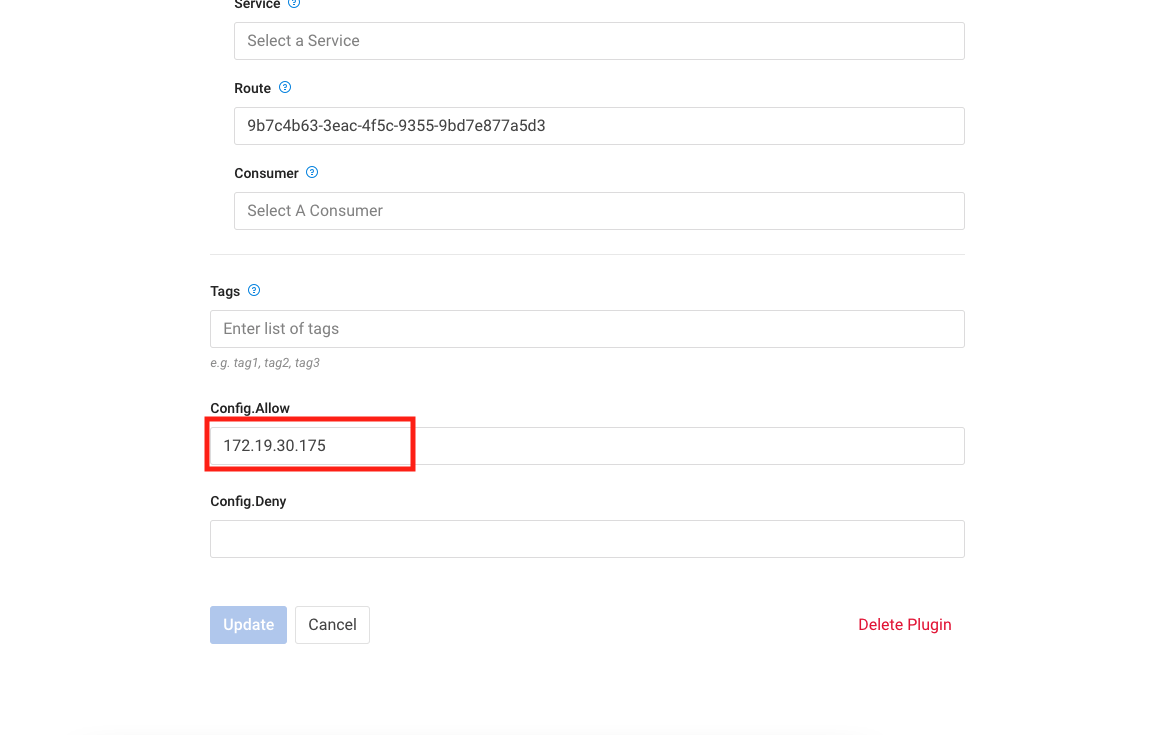 Service
Select a Service
Route
9b7c4b63-3eac-4f5c-9355-9bd7e877a5d3
Consumer
Select A Consumer
Tags
Enter list of tags
e.g. tag1, tag2, tag3
Config.Allow
172.19.30.175
Config.Deny
Update Cancel Delete Plugin